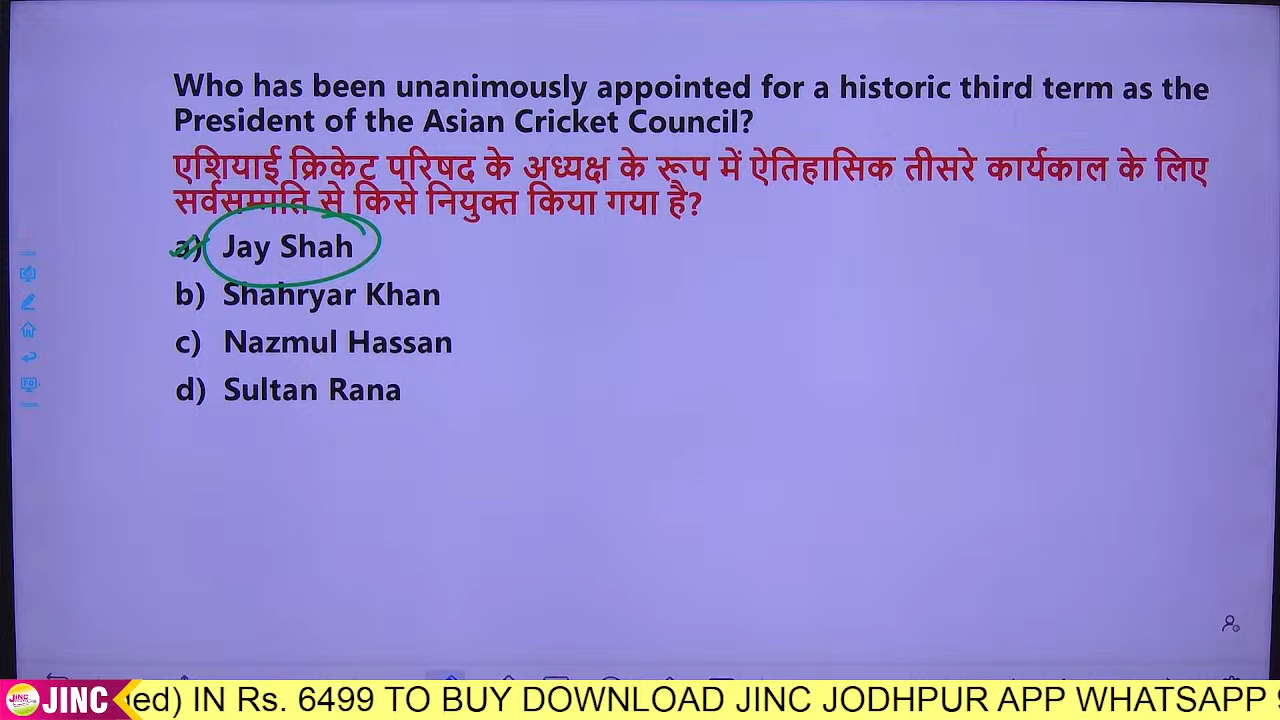 Who has been unanimously appointed for a historic third term as the
President of the Asian Cricket Council?
एशियाई क्रिकेट परिषद के अध्यक्ष के रूप में ऐतिहासिक तीसरे कार्यकाल के लिए
सर्वसम्मति से किसे नियुक्त किया गया है?
a) Jay Shah
b) Shahryar Khan
c) Nazmul Hassan
d) Sultan Rana
JINC ed) IN Rs. 6499 TO BUY DOWNLOAD JINC JODHPUR APP WHATSAPP